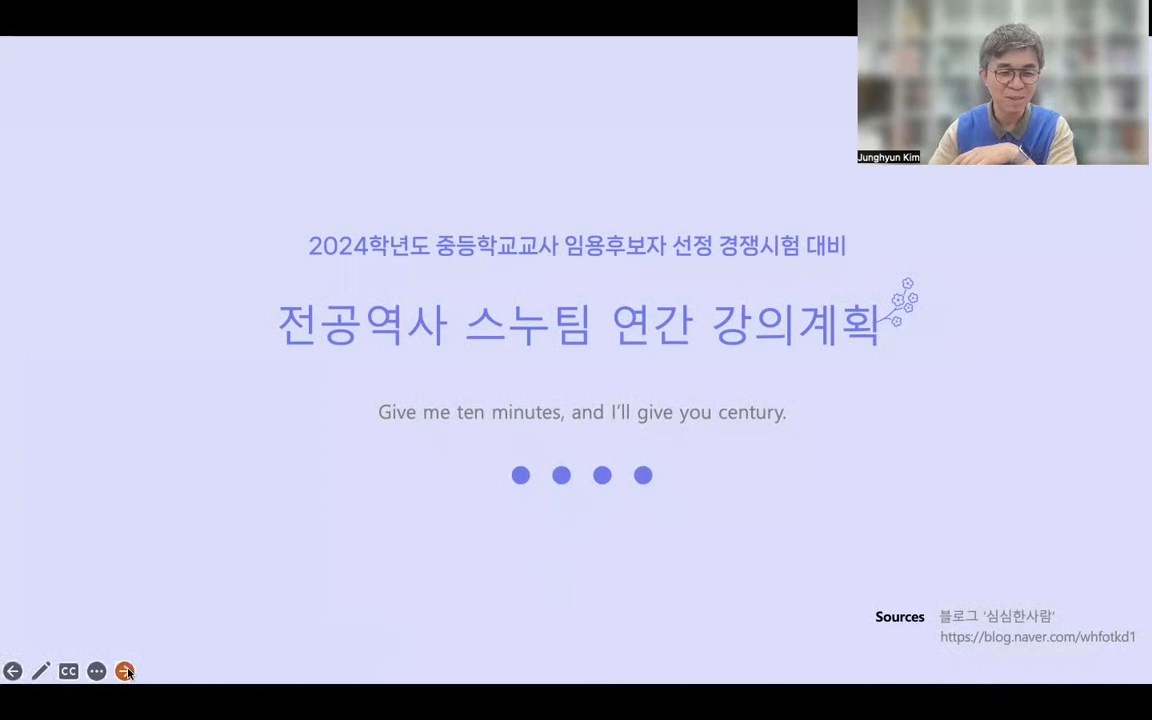 Junghyun Kim
2024학년도 중등학교교사 임용후보자 선정 경쟁시험 대비
전공역사 스누팀 연간 강의계획
Give me ten minutes, and I’ll give you century.
Sources 블로그 ‘심심한사람’
https://blog.naver.com/whfotkd1
CC